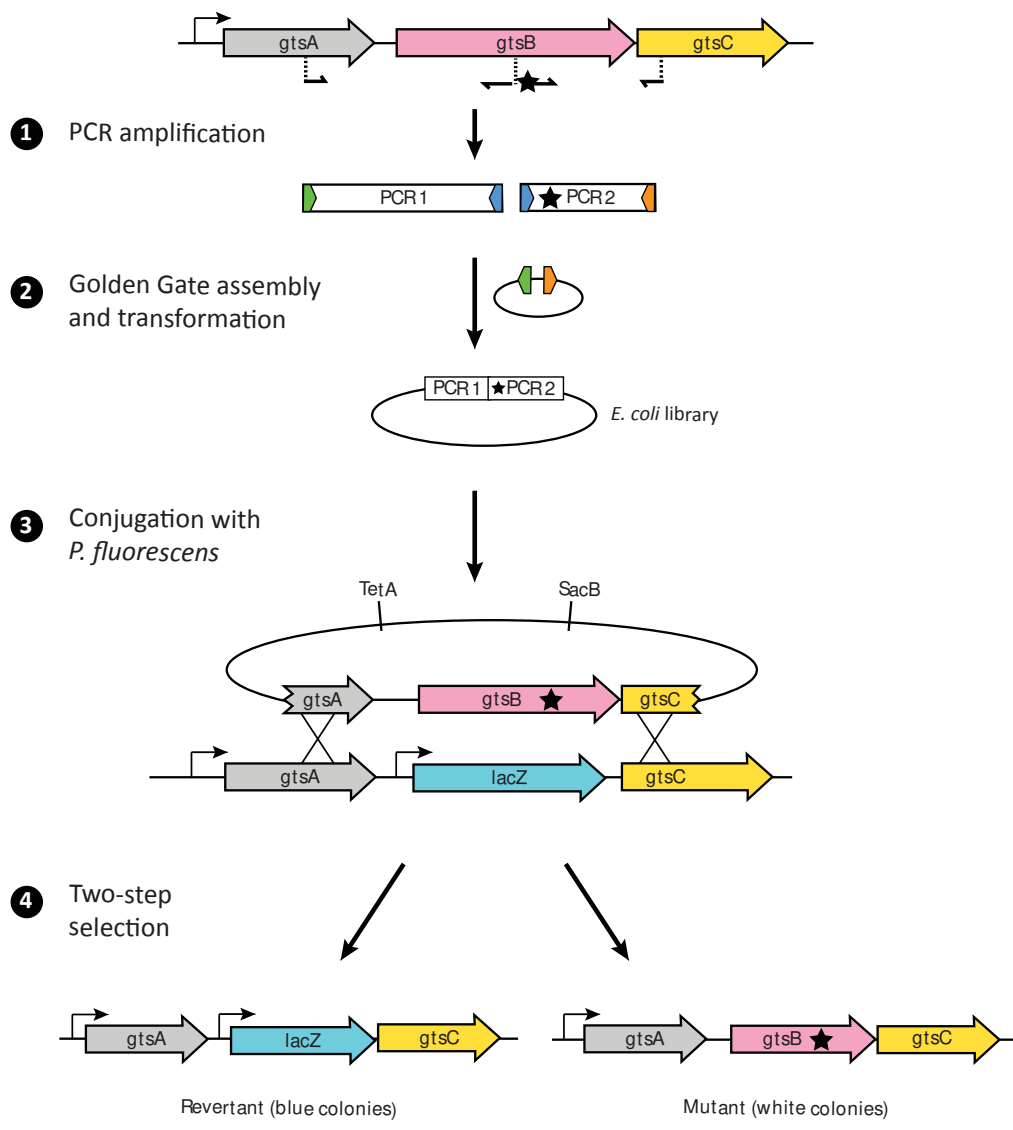 gtsA
gtsB
gtsC
1 PCR amplification
PCR 1
PCR 2
2 Golden Gate assembly
and transformation
PCR 1
PCR 2
E. coli library
3 Conjugation with
P. fluorescens
TetA
SacB
gtsA
gtsB
gtsC
gtsA
lacZ
gtsC
4 Two-step
selection
gtsA
lacZ
gtsC
gtsA
gtsB
gtsC
Revertant (blue colonies)
Mutant (white colonies)